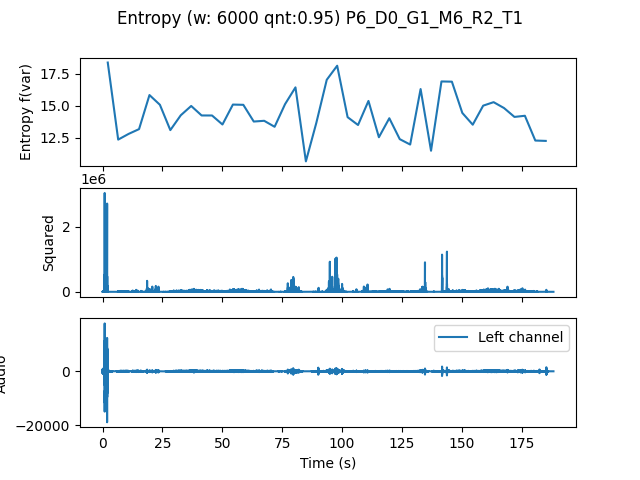 Entropy (w: 6000 qnt:0.95) P6_D0_G1_M6_R2_T1
Entropy f(var)
17.5
15.0
12.5
1e6
Squared
2
0
Audio
0
−20000
Left channel
0
25
50
75
100
125
150
175
Time (s)